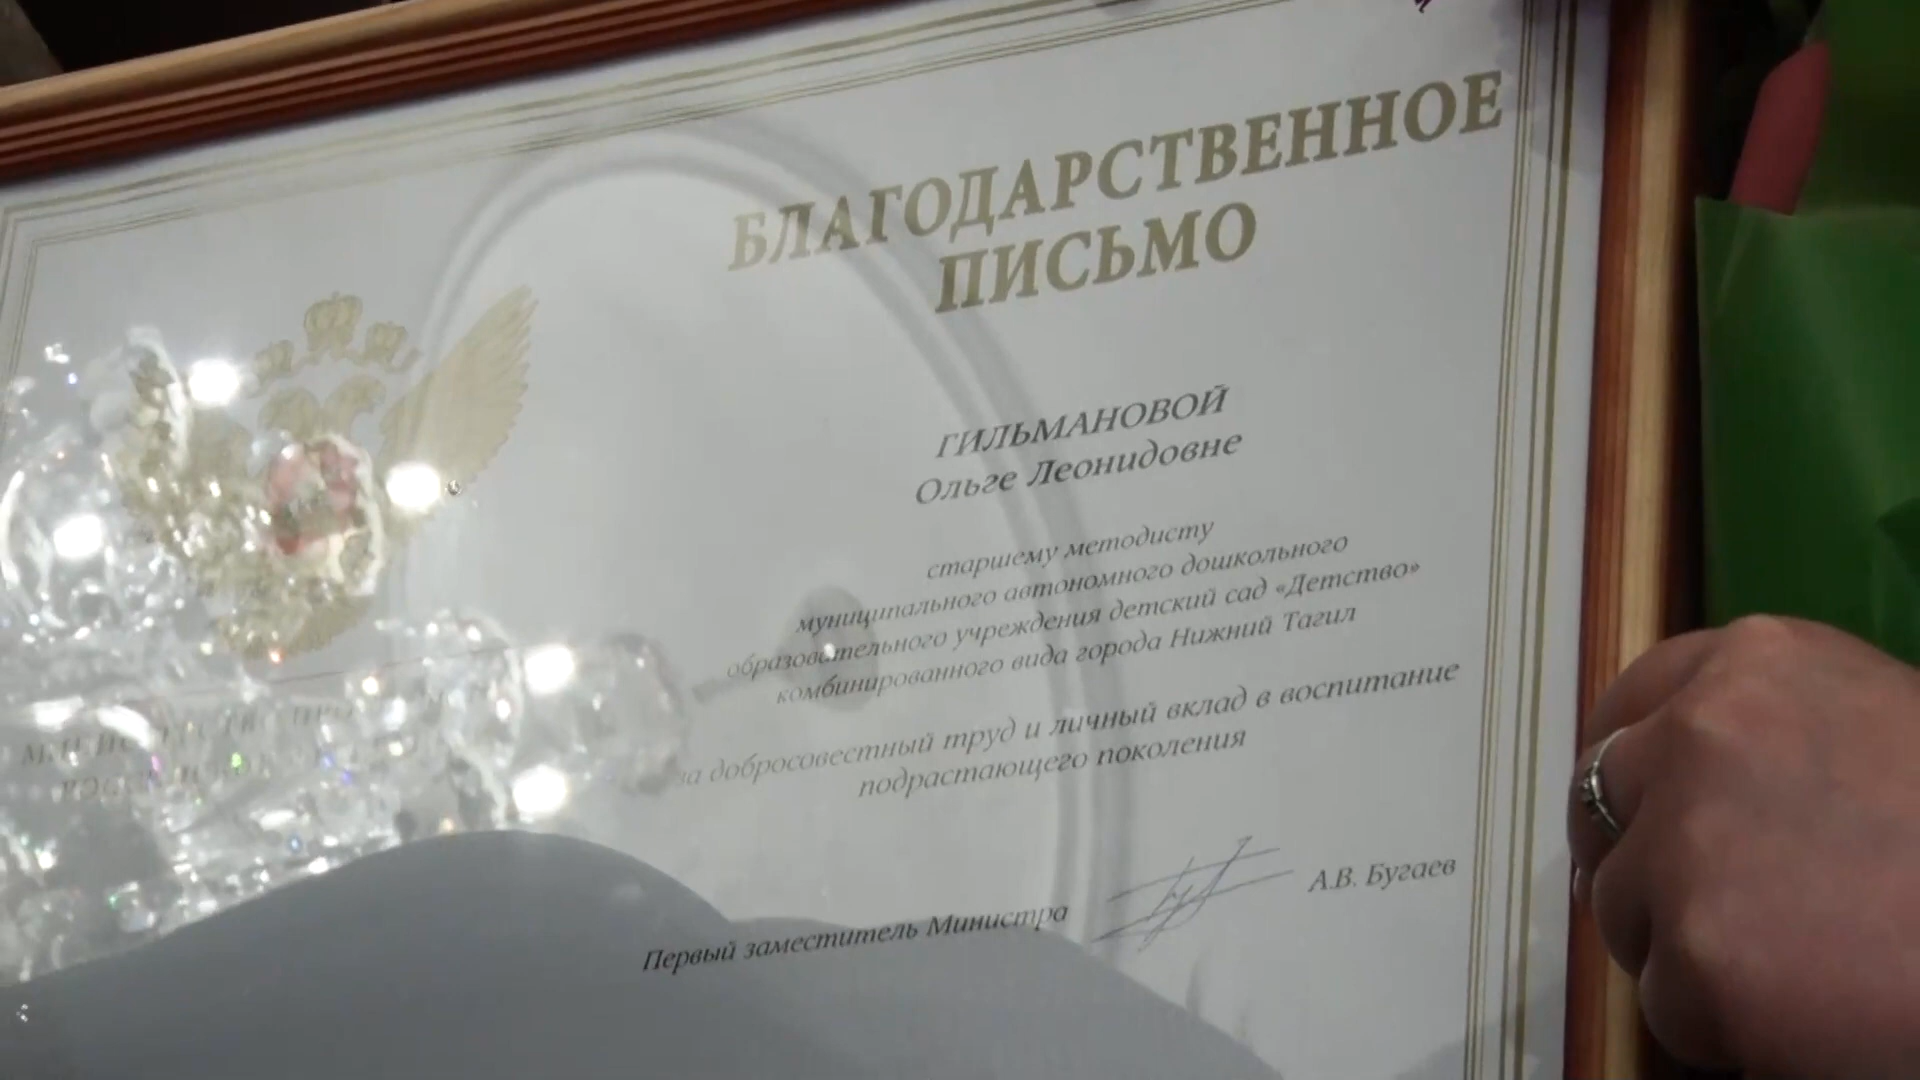 БЛАГОДАРСТВЕННОЕ
ПИСЬМО
ГИЛЬМАНОВОЙ
Ольге Леонидовне
старшему методисту
муниципального автономного дошкольного
образовательного учреждения детский сад «Детство»
комбинированного вида города Нижний Тагил
за добросовестный труд и личный вклад в воспитание
подрастающего поколения
Первый заместитель Министра
А.В. Бугаев